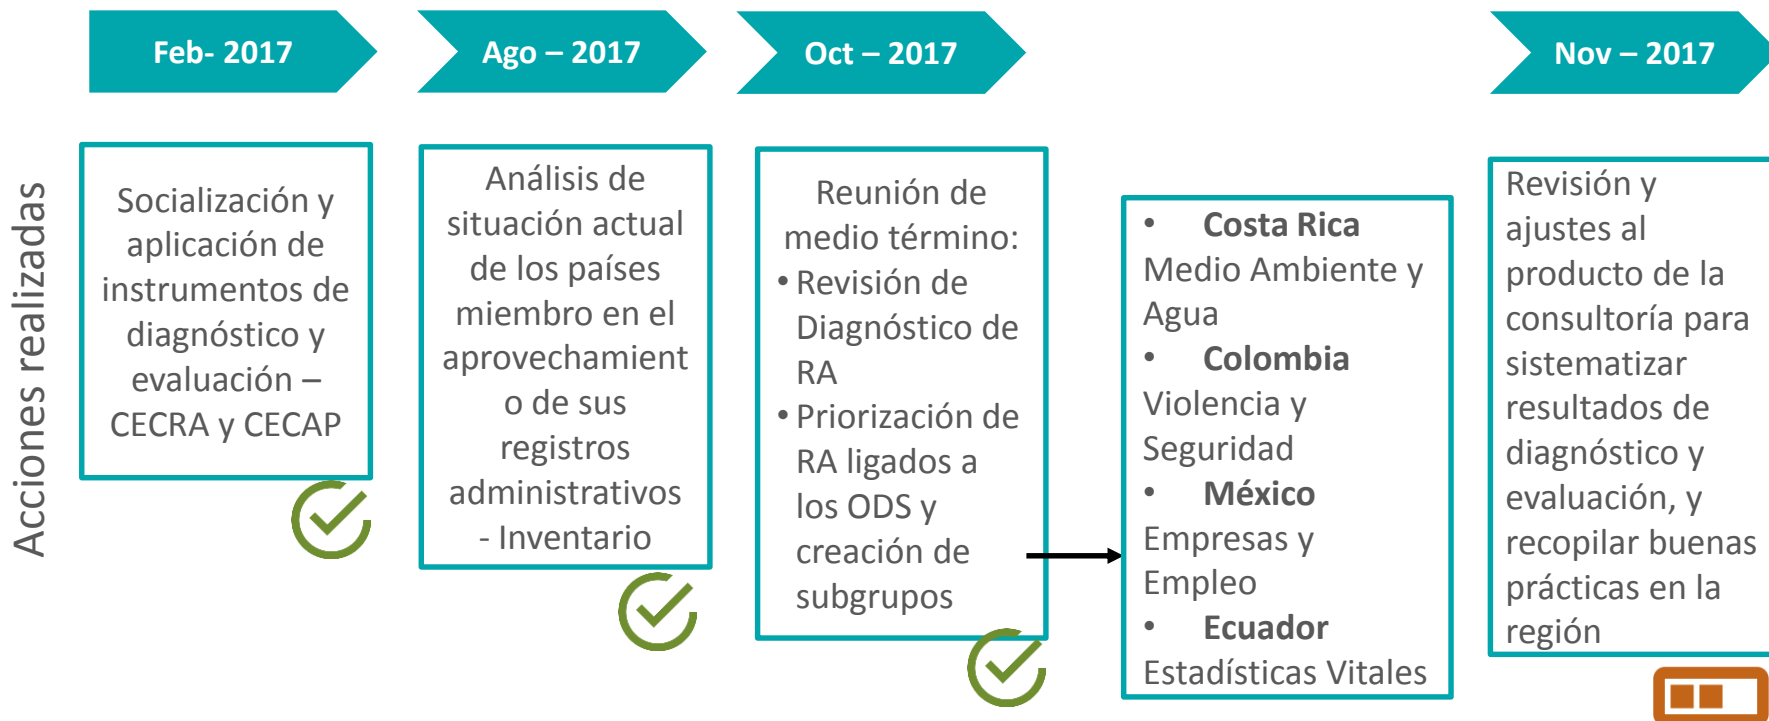 Feb- 2017
Ago – 2017
Oct – 2017
Nov – 2017
Acciones realizadas
Socialización y
aplicación de
instrumentos de
diagnóstico y
evaluación –
CECRA y CECAP
Análisis de
situación actual
de los países
miembro en el
aprovechamient
o de sus
registros
administrativos
- Inventario
Reunión de
medio término:
• Revisión de
Diagnóstico de
RA
• Priorización de
RA ligados a
los ODS y
creación de
subgrupos
• Costa Rica
Medio Ambiente y
Agua
• Colombia
Violencia y
Seguridad
• México
Empresas y
Empleo
• Ecuador
Estadísticas Vitales
Revisión y
ajustes al
producto de la
consultoría para
sistematizar
resultados de
diagnóstico y
evaluación, y
recopilar buenas
prácticas en la
región